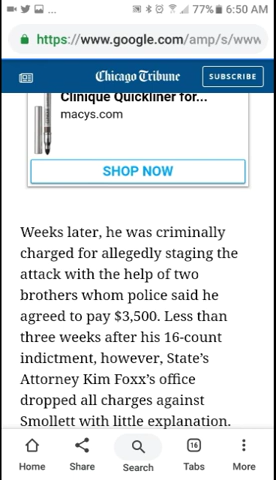 77% 6:50 AM
https://www.google.com/amp/s/www
Chicago Tribune
SUBSCRIBE
Clinique Quickliner for...
macys.com
SHOP NOW
Weeks later, he was criminally
charged for allegedly staging the
attack with the help of two
brothers whom police said he
agreed to pay $3,500. Less than
three weeks after his 16-count
indictment, however, State’s
Attorney Kim Foxx’s office
dropped all charges against
Smollett with little explanation.
16
Home Share Search Tabs More